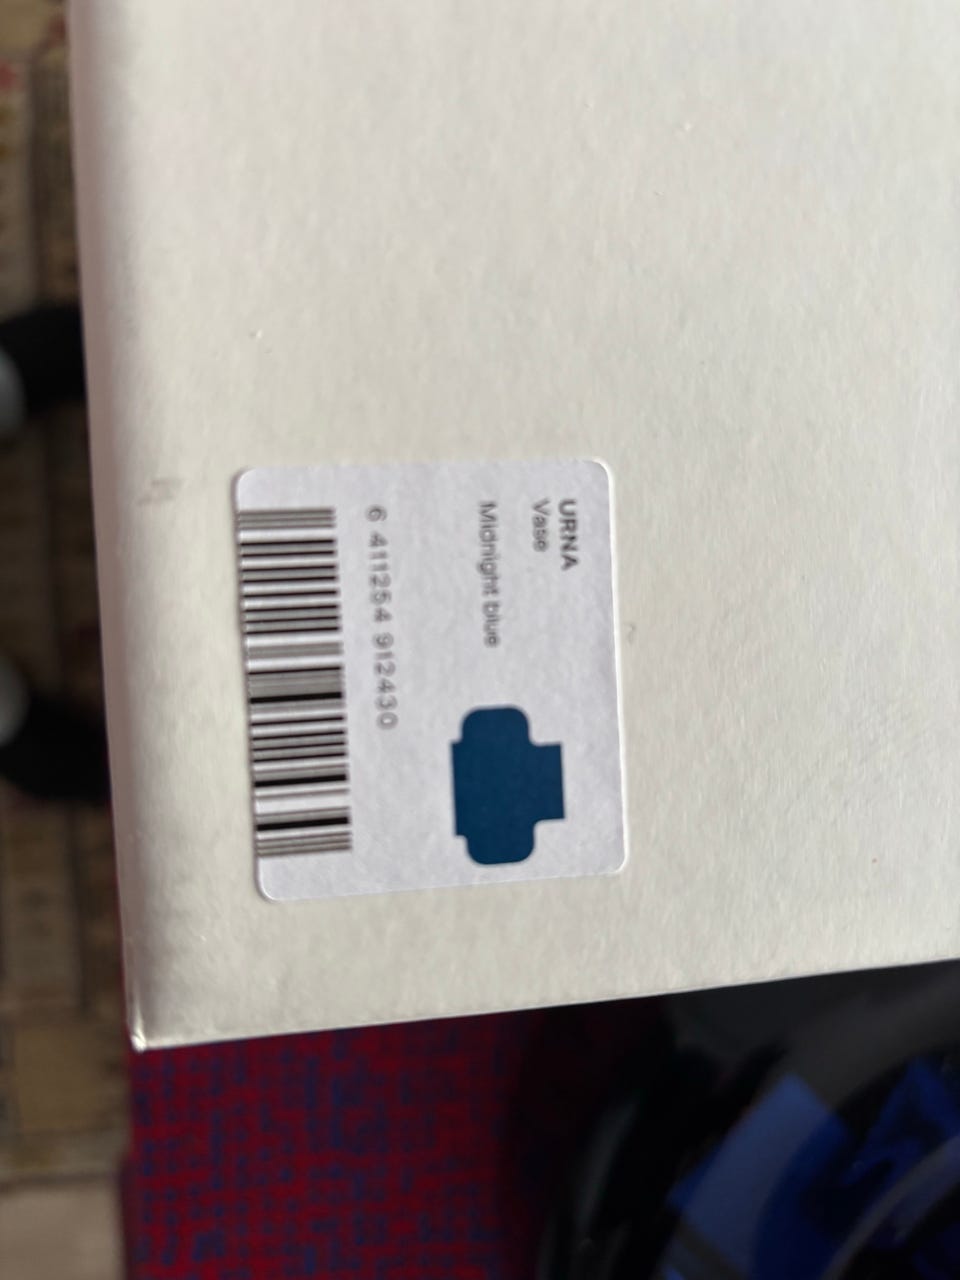 URNA
Vase
Midnight blue
6 411254 912430